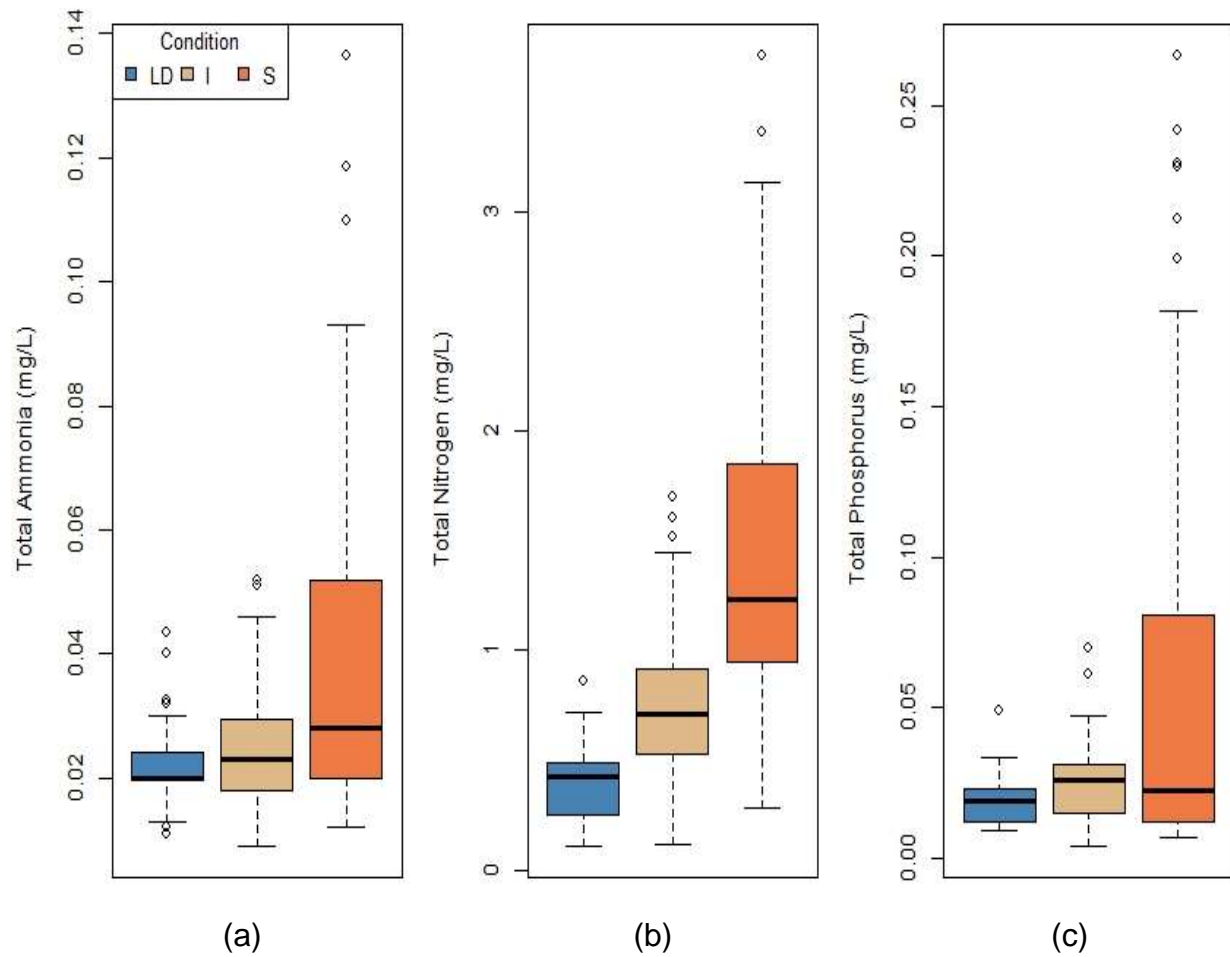 Condition
LD I S
Total Ammonia (mg/L)
0.14
0.12
0.10
0.08
0.06
0.04
0.02
Total Nitrogen (mg/L)
3
2
1
0
Total Phosphorus (mg/L)
0.25
0.20
0.15
0.10
0.05
0.00
(a) (b) (c)